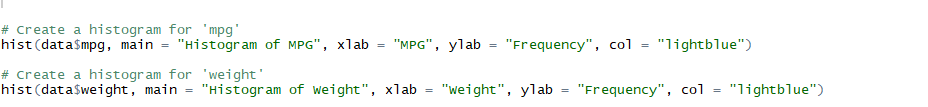 # Create a histogram for 'mpg'
hist(data$mpg, main = "Histogram of MPG", xlab = "MPG", ylab = "Frequency", col = "lightblue")
# Create a histogram for 'weight'
hist(data$weight, main = "Histogram of Weight", xlab = "Weight", ylab = "Frequency", col = "lightblue")